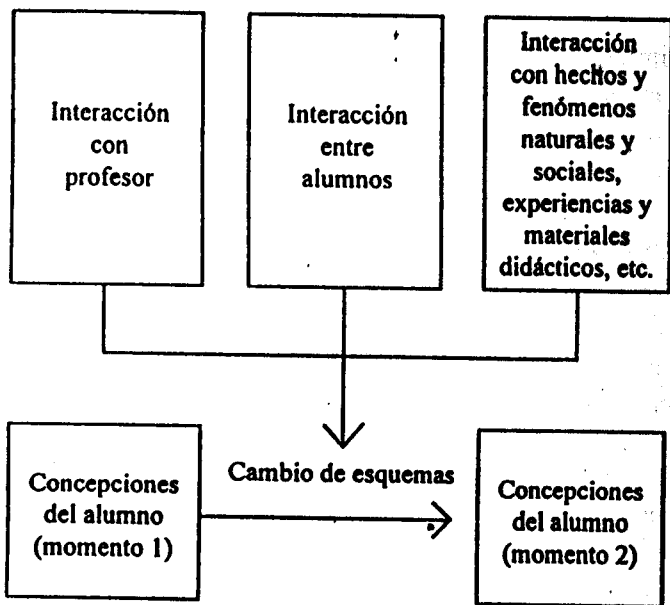 Interacción
con
profesor
Interacción
entre
alumnos
Interacción
con hechos y
fenómenos
naturales y
sociales,
experiencias y
materiales
didácticos, etc.
Cambio de esquemas
Concepciones
del alumno
(momento 1)
Concepciones
del alumno
(momento 2)